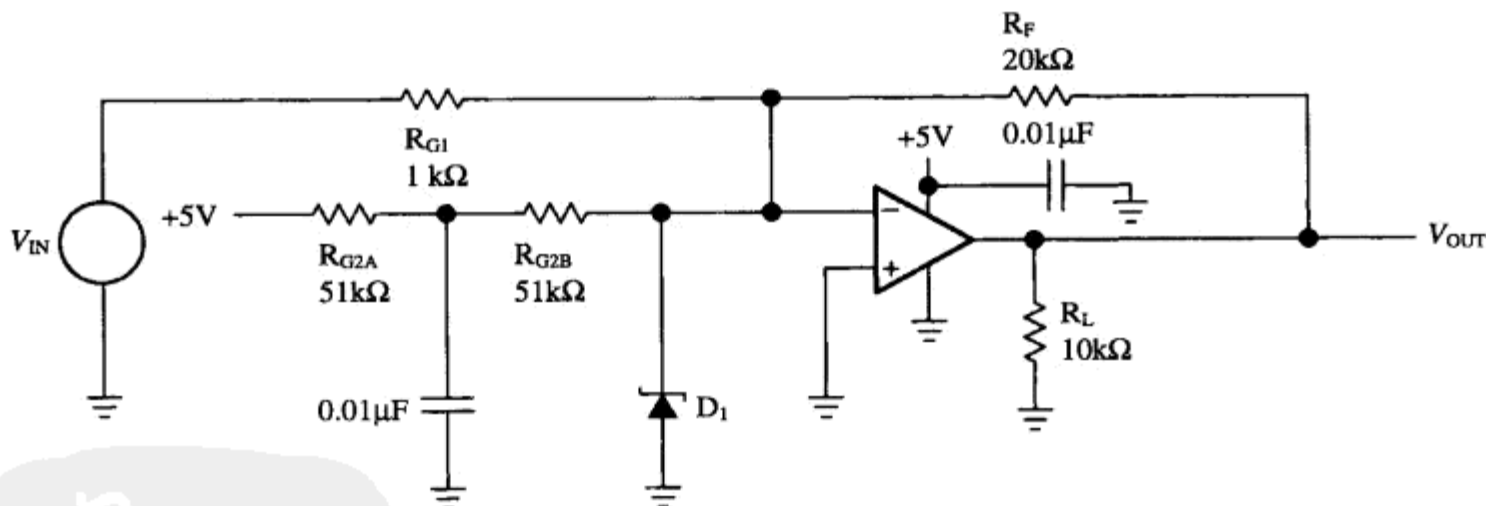 R_F
20kΩ
R_G1
1 kΩ
+5V
0.01μF
V_IN
+5V
R_G2A
51kΩ
R_G2B
51kΩ
−
+
V_OUT
R_L
10kΩ
0.01μF
D_1